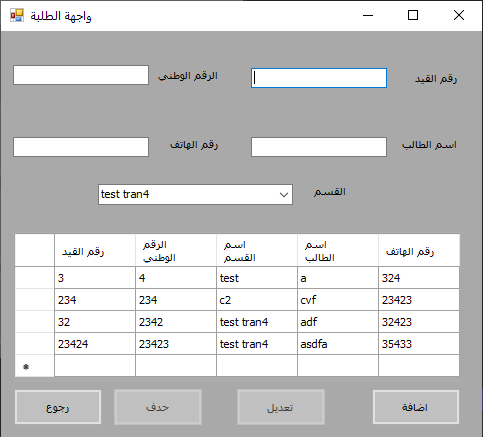 واجهة الطلبة
رقم القيد
الرقم الوطني
اسم الطالب
رقم الهاتف
القسم
test tran4
رقم القيد	الرقم الوطني	اسم القسم	اسم الطالب	رقم الهاتف
3	4	test	a	324
234	234	c2	cvf	23423
32	2342	test tran4	adf	32423
23424	23423	test tran4	asdfa	35433
رجوع	حذف	تعديل	اضافة